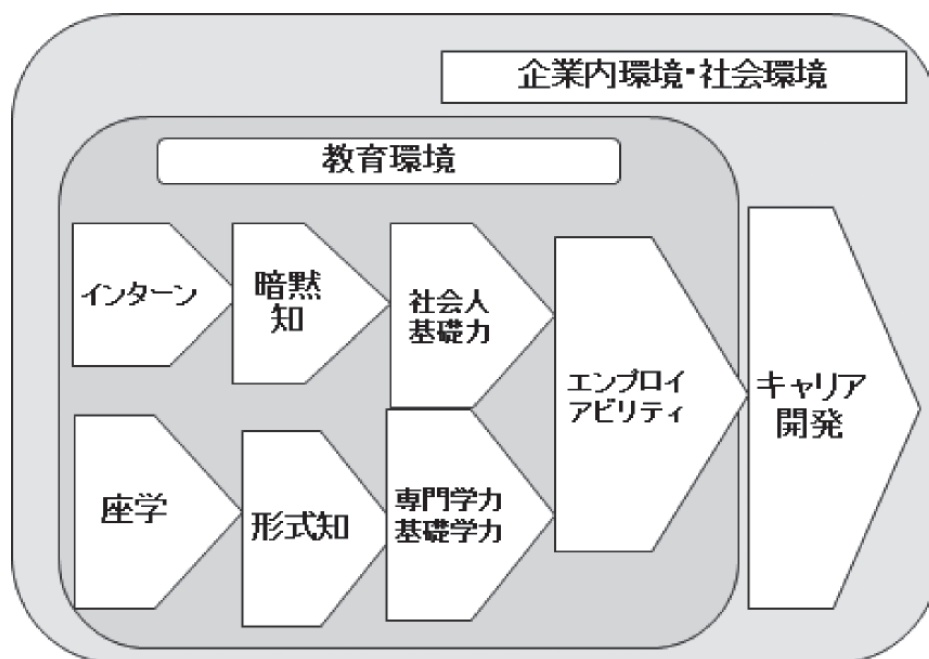 企業内環境・社会環境
教育環境
インターン
暗黙
知
社会人
基礎力
座学
形式知
専門学力
基礎学力
エンプロイ
アビリティ
キャリア
開発